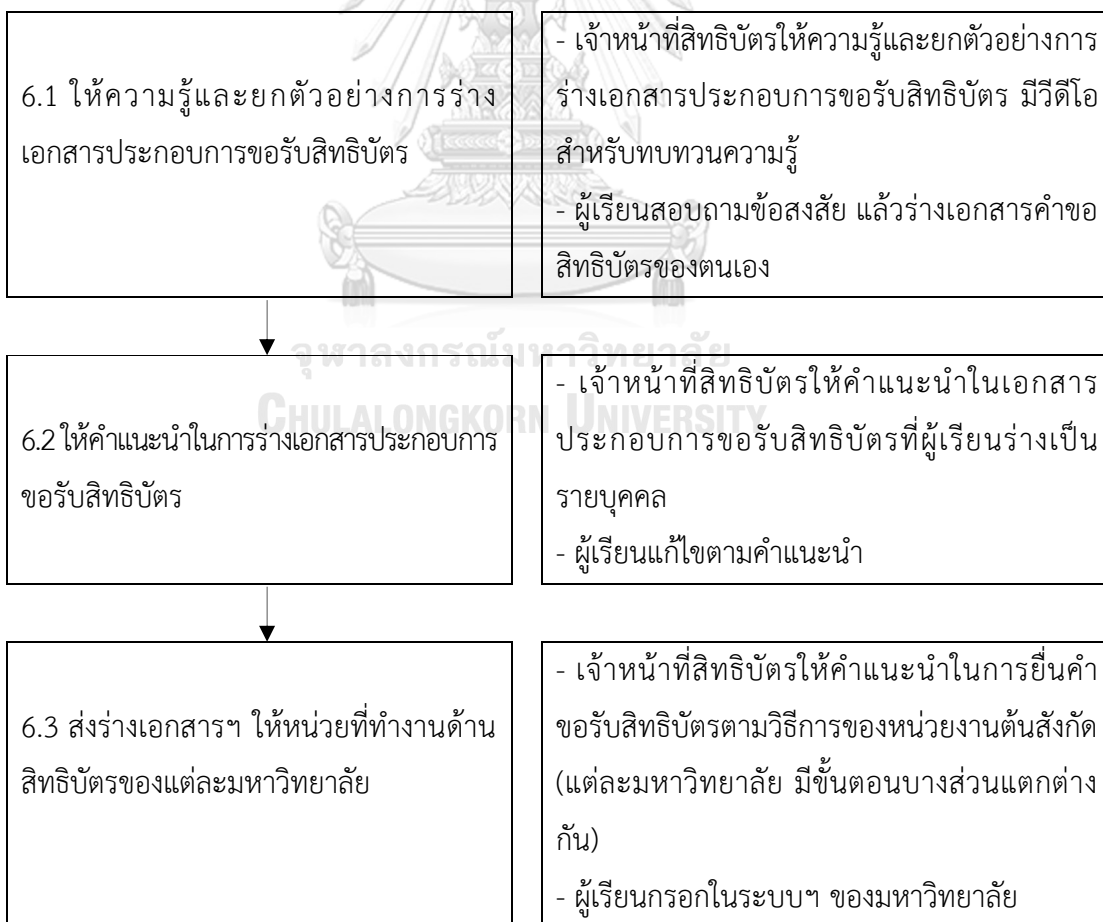 6.1 ให้ความรู้และยกตัวอย่างการร่าง
เอกสารประกอบการขอรับสิทธิบัตร
- เจ้าหน้าที่สิทธิบัตรให้ความรู้และยกตัวอย่างการ
ร่างเอกสารประกอบการขอรับสิทธิบัตร มีวีดีโอ
สำหรับทบทวนความรู้
- ผู้เรียนสอบถามข้อสงสัย แล้วร่างเอกสารคำขอ
สิทธิบัตรของตนเอง
จุฬาลงกรณ์มหาวิทยาลัย
CHULALONGKORN UNIVERSITY
6.2 ให้คำแนะนำในการร่างเอกสารประกอบการ
ขอรับสิทธิบัตร
- เจ้าหน้าที่สิทธิบัตรให้คำแนะนำในเอกสาร
ประกอบการขอรับสิทธิบัตรที่ผู้เรียนร่างเป็น
รายบุคคล
- ผู้เรียนแก้ไขตามคำแนะนำ
6.3 ส่งร่างเอกสารฯ ให้หน่วยที่ทำงานด้าน
สิทธิบัตรของแต่ละมหาวิทยาลัย
- เจ้าหน้าที่สิทธิบัตรให้คำแนะนำในการยื่นคำ
ขอรับสิทธิบัตรตามวิธีการของหน่วยงานต้นสังกัด
(แต่ละมหาวิทยาลัย มีขั้นตอนบางส่วนแตกต่าง
กัน)
- ผู้เรียนกรอกในระบบฯ ของมหาวิทยาลัย